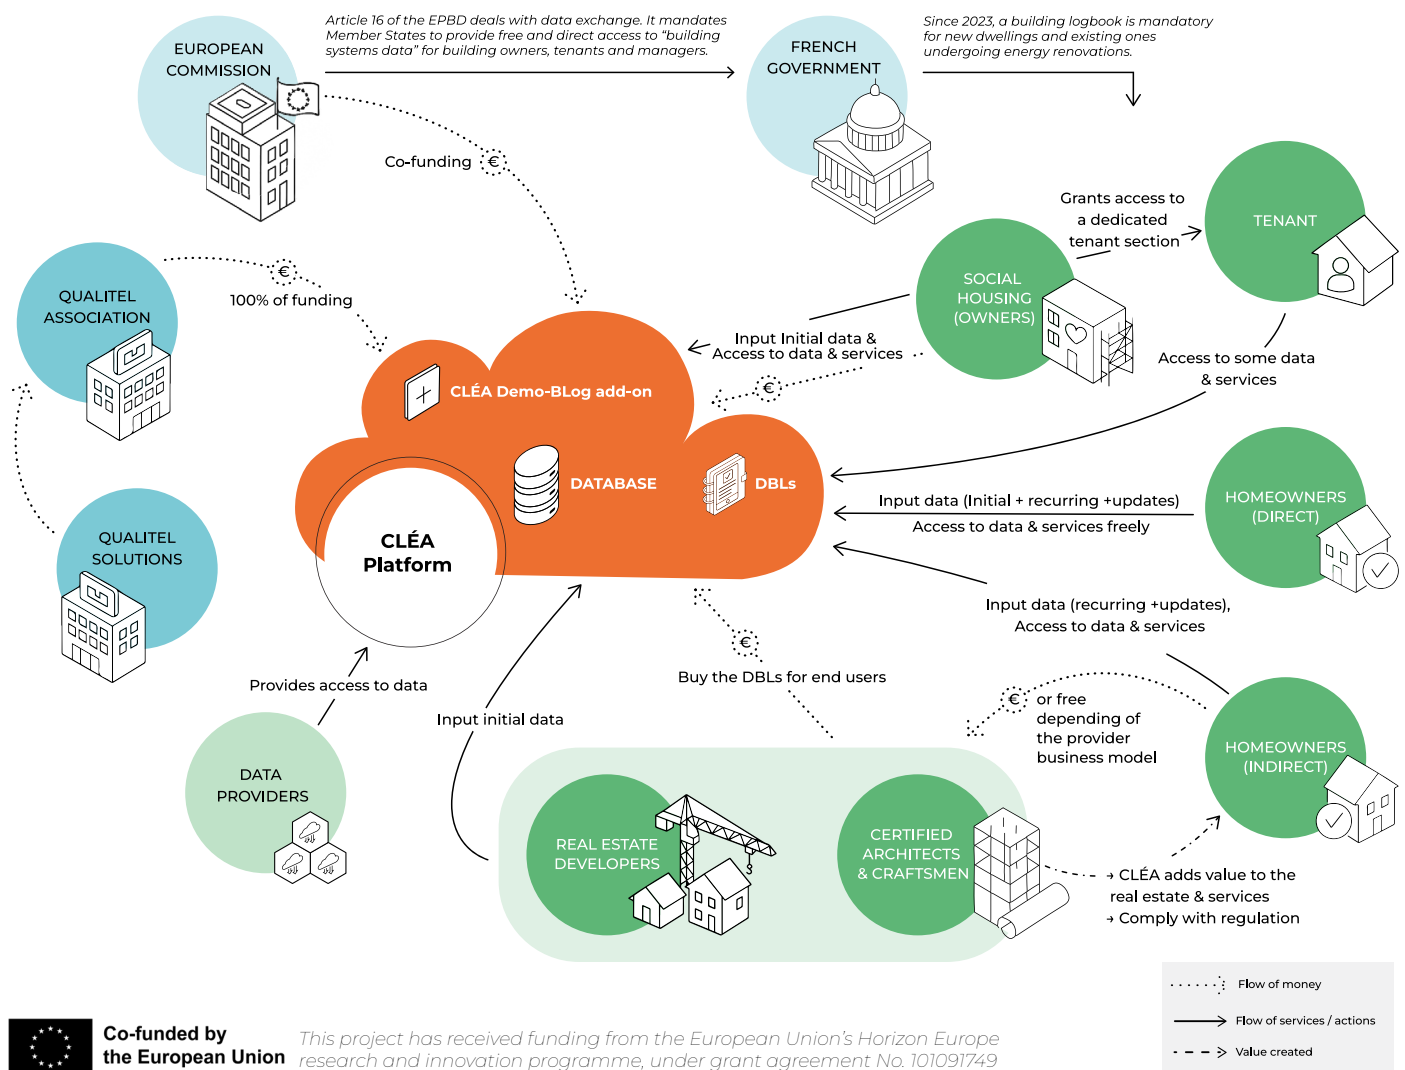 Article 16 of the EPBD deals with data exchange. It mandates
Member States to provide free and direct access to “building
systems data” for building owners, tenants and managers.
Since 2023, a building logbook is mandatory
for new dwellings and existing ones
undergoing energy renovations.
EUROPEAN
COMMISSION
FRENCH
GOVERNMENT
Co-funding
€
Grants access to
a dedicated
tenant section
TENANT
QUALITEL
ASSOCIATION
€
100% of funding
SOCIAL
HOUSING
(OWNERS)
Input Initial data &
Access to data & services
€
Access to some data
& services
CLÉA Demo-BLog add-on
DATABASE
DBLs
CLÉA
Platform
Input data (Initial + recurring +updates)
Access to data & services freely
HOMEOWNERS
(DIRECT)
QUALITEL
SOLUTIONS
Input data (recurring +updates),
Access to data & services
€
Buy the DBLs for end users
Provides access to data
Input initial data
€ or free
depending of
the provider
business model
HOMEOWNERS
(INDIRECT)
DATA
PROVIDERS
REAL ESTATE
DEVELOPERS
CERTIFIED
ARCHITECTS
& CRAFTSMEN
→ CLÉA adds value to the
real estate & services
→ Comply with regulation
Flow of money
Flow of services / actions
Value created
Co-funded by
the European Union
This project has received funding from the European Union’s Horizon Europe
research and innovation programme, under grant agreement No. 101091749